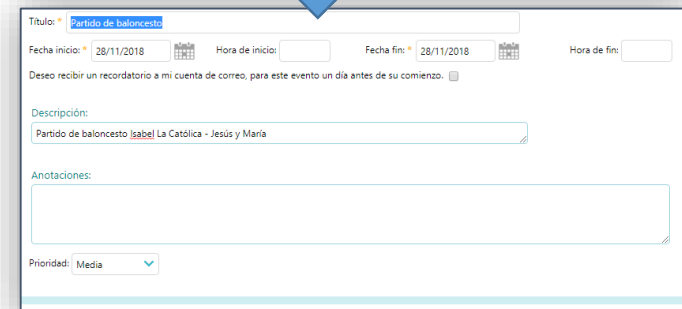 Título: * Partido de baloncesto
Fecha inicio: * 28/11/2018 Hora de inicio: Fecha fin: * 28/11/2018 Hora de fin:
Deseo recibir un recordatorio a mi cuenta de correo, para este evento un día antes de su comienzo.
Descripción:
Partido de baloncesto Isabel La Católica - Jesús y María
Anotaciones:
Prioridad: Media